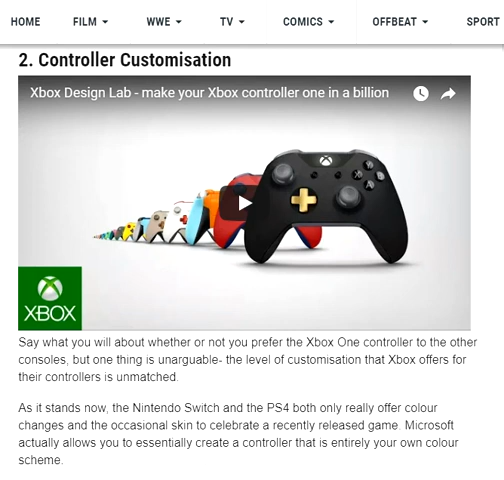 HOME FILM WWE TV COMICS OFFBEAT SPORT
2. Controller Customisation
Xbox Design Lab - make your Xbox controller one in a billion
XBOX
Say what you will about whether or not you prefer the Xbox One controller to the other
consoles, but one thing is unarguable- the level of customisation that Xbox offers for
their controllers is unmatched.
As it stands now, the Nintendo Switch and the PS4 both only really offer colour
changes and the occasional skin to celebrate a recently released game. Microsoft
actually allows you to essentially create a controller that is entirely your own colour
scheme.